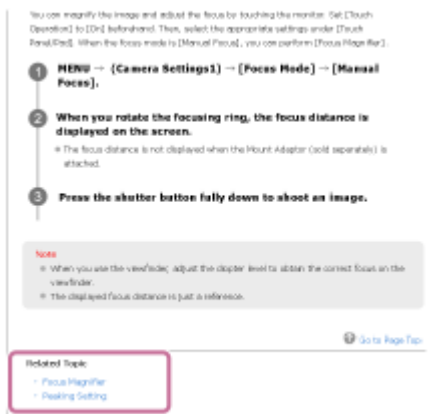 You can magnify the image and adjust the focus by touching the monitor. Set [Touch
Operation] to [On] beforehand. Then, select the appropriate settings under [Touch
Panel/Pad]. When the focus mode is [Manual Focus], you can perform [Focus Magnifier].
1 MENU → (Camera Settings1) → [Focus Mode] → [Manual
Focus].
2 When you rotate the focusing ring, the focus distance is
displayed on the screen.
The focus distance is not displayed when the Mount Adaptor (sold separately) is
attached.
3 Press the shutter button fully down to shoot an image.
Note
When you use the viewfinder, adjust the diopter level to obtain the correct focus on the
viewfinder.
The displayed focus distance is just a reference.
Go to Page Top
Related Topic
Focus Magnifier
Peaking Setting